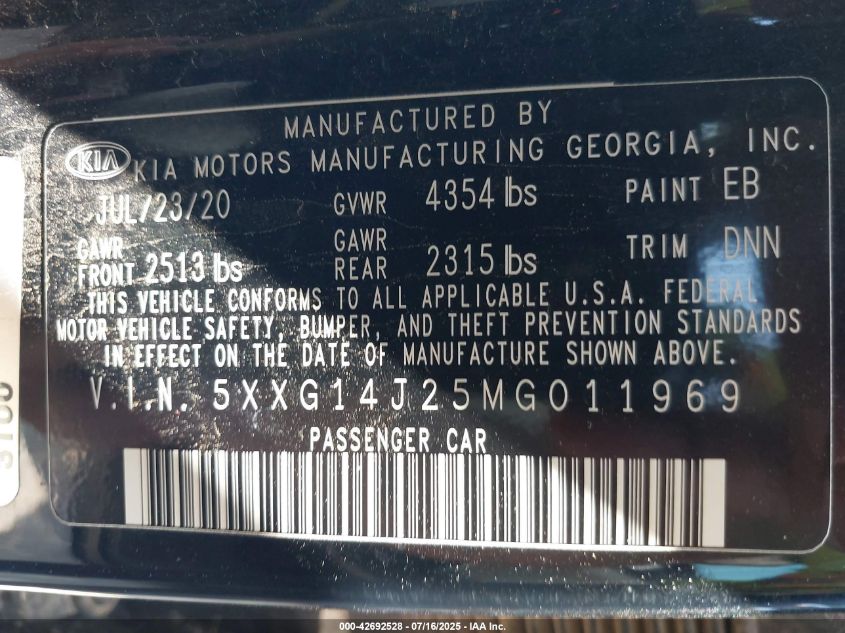 MANUFACTURED BY
KIA KIA MOTORS MANUFACTURING GEORGIA, INC.
JUL/23/20 GVWR 4354 lbs PAINT EB
GAWR FRONT 2513 lbs GAWR REAR 2315 lbs TRIM DNN
THIS VEHICLE CONFORMS TO ALL APPLICABLE U.S.A. FEDERAL
MOTOR VEHICLE SAFETY, BUMPER, AND THEFT PREVENTION STANDARDS
IN EFFECT ON THE DATE OF MANUFACTURE SHOWN ABOVE.
V.I.N. 5XXG14J25MG011969
PASSENGER CAR
000-42692528 - 07/16/2025 - IAA Inc.